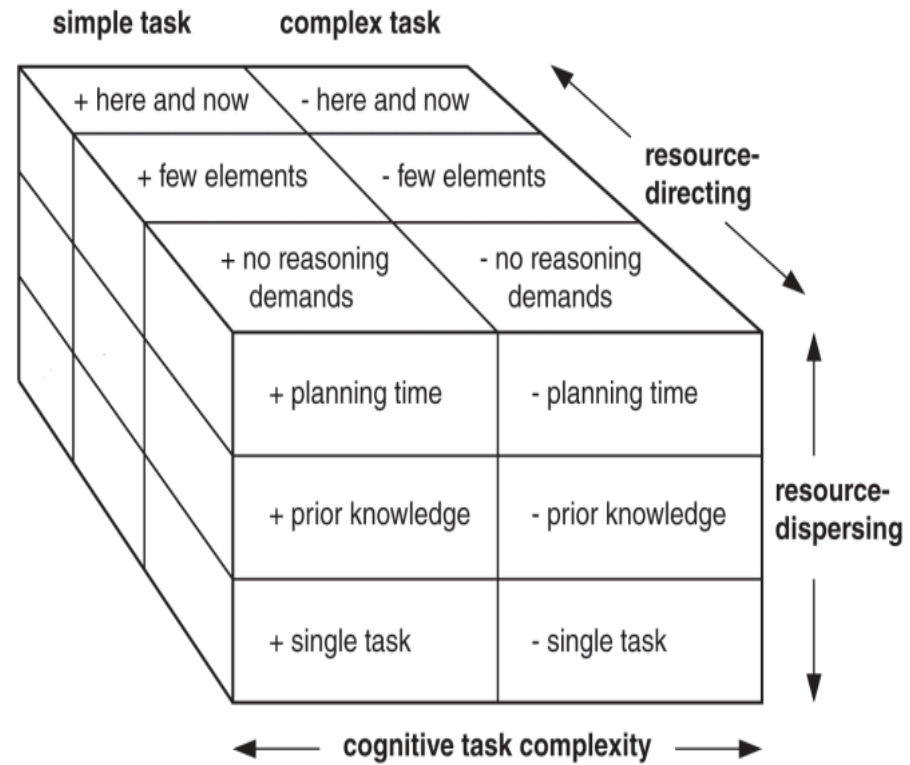 simple task complex task
+ here and now - here and now
+ few elements - few elements
resource-
directing
+ no reasoning
demands
- no reasoning
demands
+ planning time - planning time
+ prior knowledge - prior knowledge
resource-
dispersing
+ single task - single task
cognitive task complexity